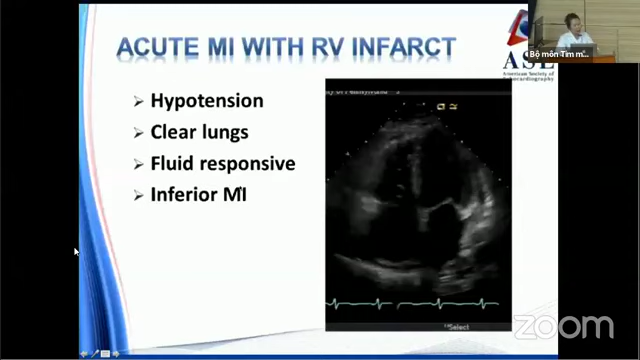 ACUTE MI WITH RV INFARCT
Bộ môn Tim m...
ASE
American Society of
Echocardiography
Hypotension
Clear lungs
Fluid responsive
Inferior MI
Select
zoom